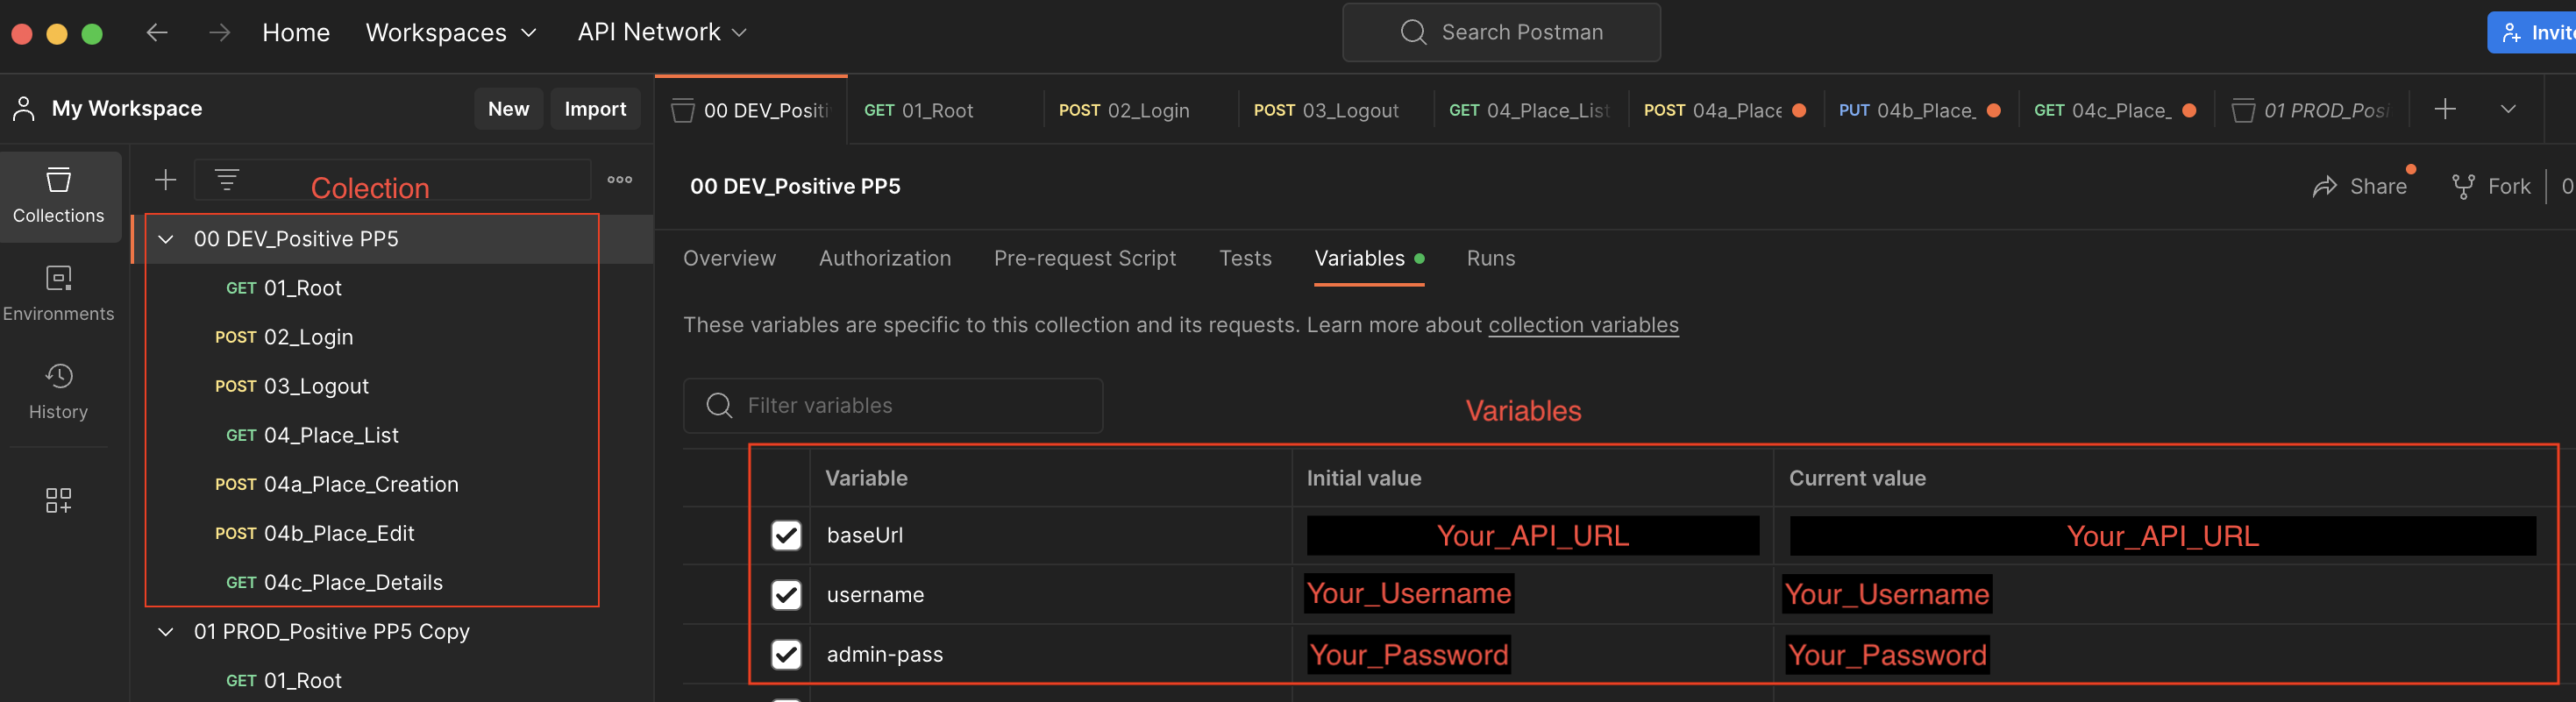 Home Workspaces API Network Search Postman Invite
My Workspace New Import
00 DEV_Positi GET 01_Root POST 02_Login POST 03_Logout GET 04_Place_List POST 04a_Place PUT 04b_Place_ GET 04c_Place_ 01 PROD_Posi
Colection
Collections
Environments
History
00 DEV_Positive PP5
GET 01_Root
POST 02_Login
POST 03_Logout
GET 04_Place_List
POST 04a_Place_Creation
POST 04b_Place_Edit
GET 04c_Place_Details
01 PROD_Positive PP5 Copy
GET 01_Root
00 DEV_Positive PP5 Share Fork 0
Overview Authorization Pre-request Script Tests Variables Runs
These variables are specific to this collection and its requests. Learn more about collection variables
Filter variables
Variables
Variable Initial value Current value
baseUrl Your_API_URL Your_API_URL
username Your_Username Your_Username
admin-pass Your_Password Your_Password